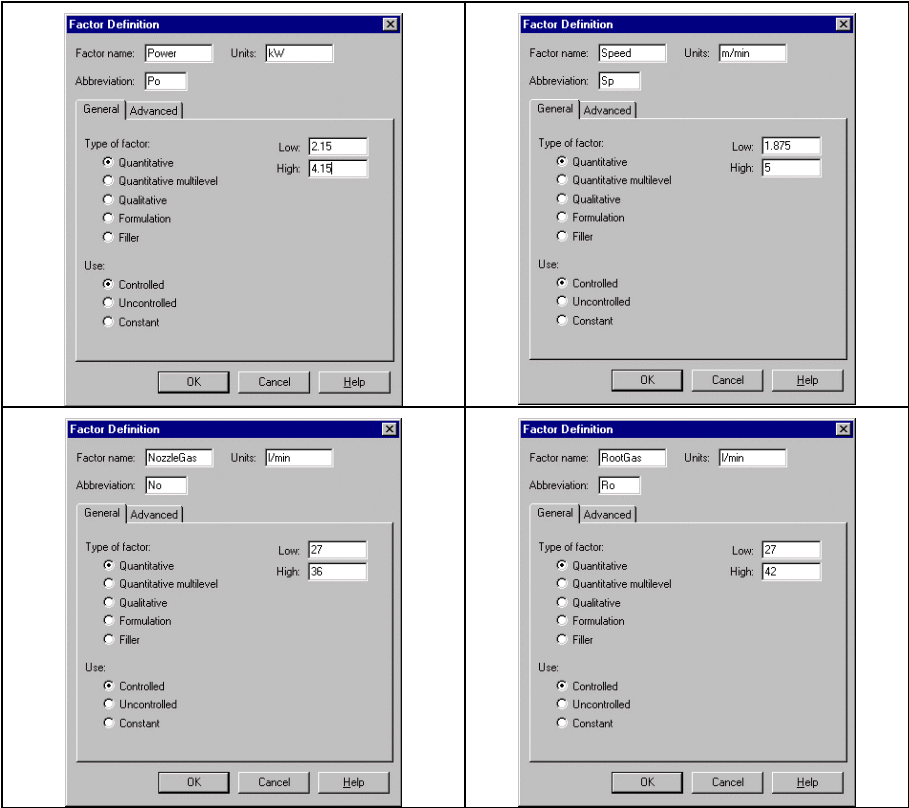 Factor Definition
Factor name: Power Units: kW
Abbreviation: Po
General Advanced
Type of factor: Low: 2.15
Quantitative High: 4.15
Quantitative multilevel
Qualitative
Formulation
Filler
Use:
Controlled
Uncontrolled
Constant
OK Cancel Help
Factor Definition
Factor name: Speed Units: m/min
Abbreviation: Sp
General Advanced
Type of factor: Low: 1.875
Quantitative High: 5
Quantitative multilevel
Qualitative
Formulation
Filler
Use:
Controlled
Uncontrolled
Constant
OK Cancel Help
Factor Definition
Factor name: NozzleGas Units: l/min
Abbreviation: No
General Advanced
Type of factor: Low: 27
Quantitative High: 36
Quantitative multilevel
Qualitative
Formulation
Filler
Use:
Controlled
Uncontrolled
Constant
OK Cancel Help
Factor Definition
Factor name: RootGas Units: l/min
Abbreviation: Ro
General Advanced
Type of factor: Low: 27
Quantitative High: 42
Quantitative multilevel
Qualitative
Formulation
Filler
Use:
Controlled
Uncontrolled
Constant
OK Cancel Help